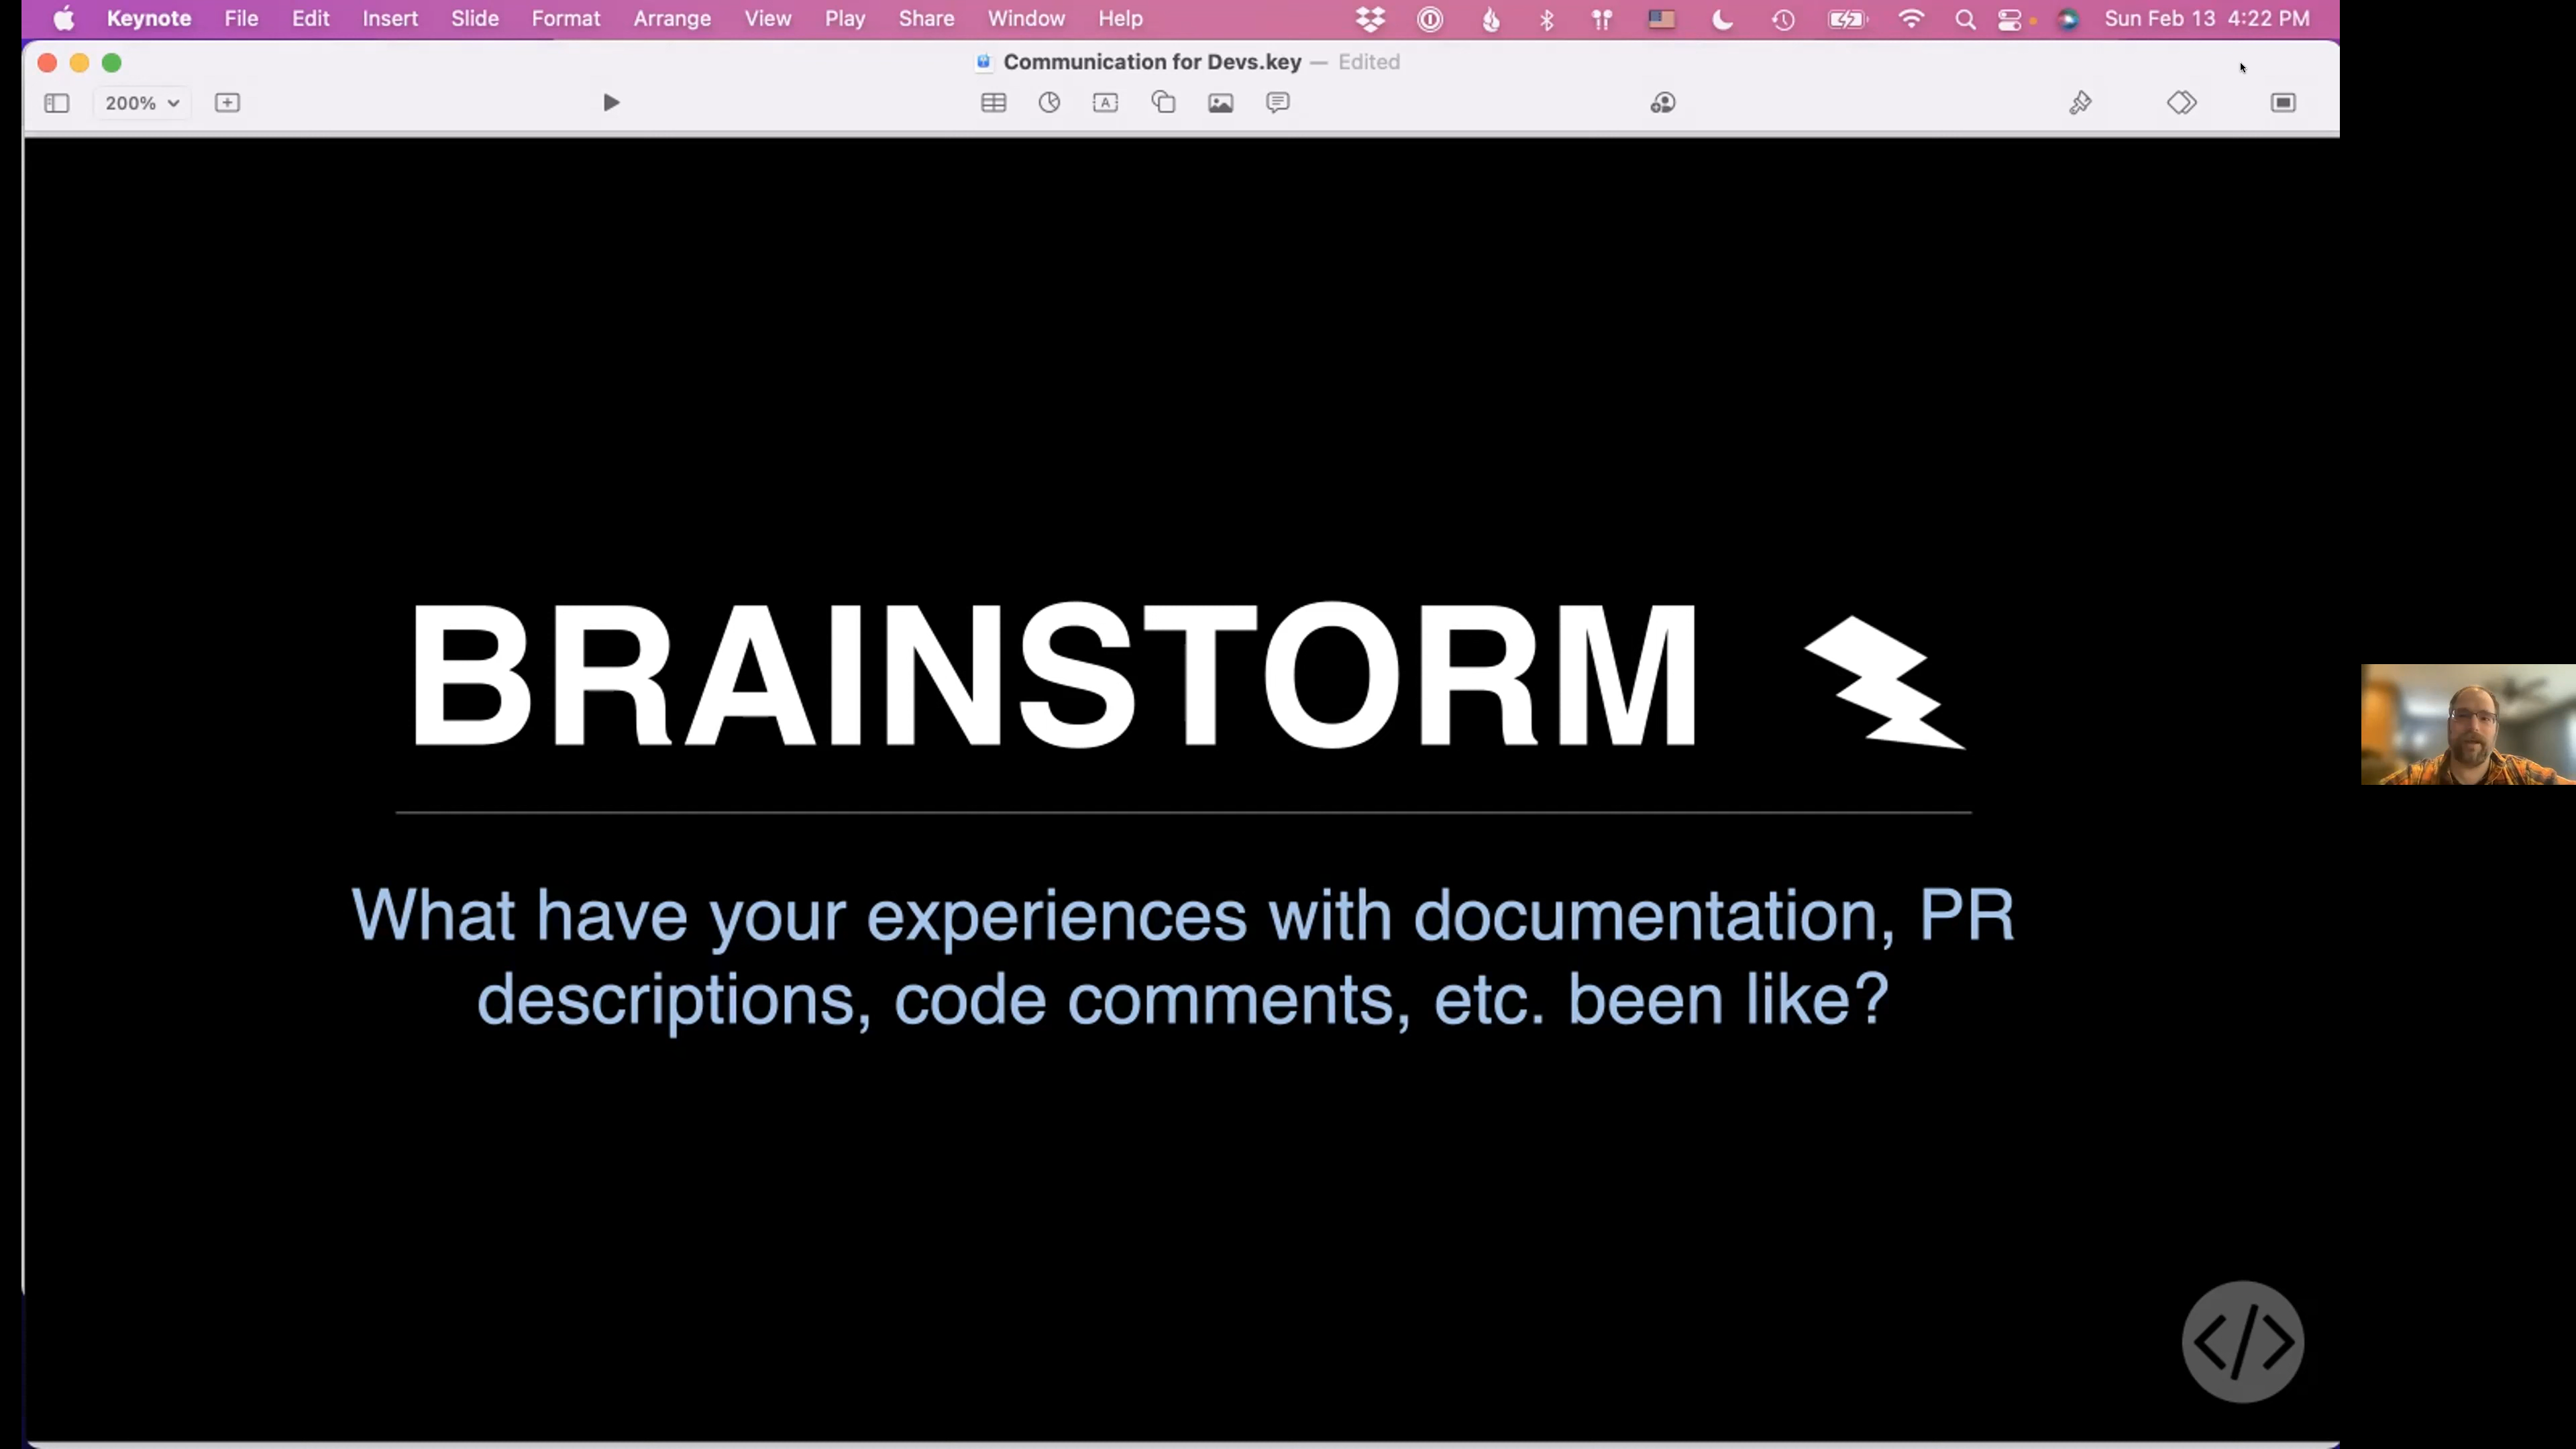 Keynote File Edit Insert Slide Format Arrange View Play Share Window Help Sun Feb 13 4:22 PM
Communication for Devs.key — Edited
200%
BRAINSTORM
What have your experiences with documentation, PR
descriptions, code comments, etc. been like?
</>